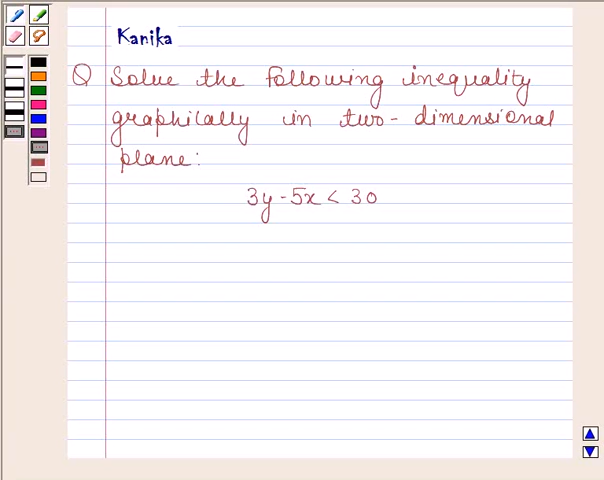 Kanika
Q Solve the following inequality
graphically in two-dimensional
plane:
3y-5x < 30